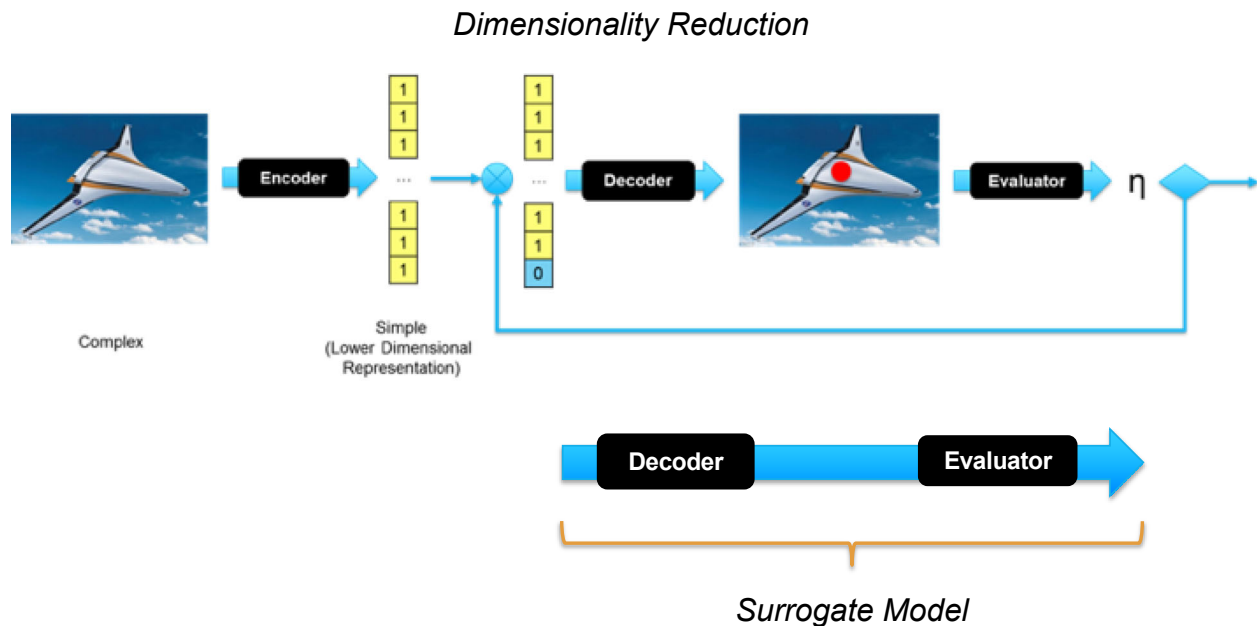 Dimensionality Reduction
1
1
1
...
1
1
1
1
1
1
...
1
1
0
Encoder
Decoder
Evaluator
η
Complex
Simple
(Lower Dimensional
Representation)
Decoder
Evaluator
Surrogate Model